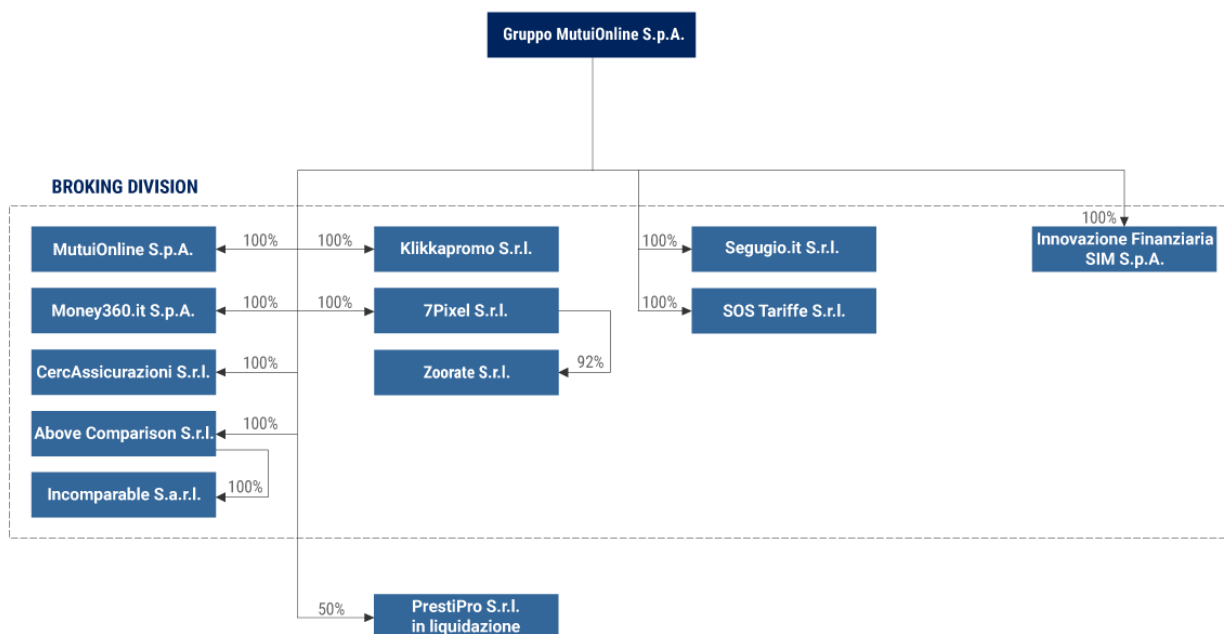 Gruppo MutuiOnline S.p.A.
BROKING DIVISION
100%
MutuiOnline S.p.A.
100%
100%
Klikkapromo S.r.l.
100%
Segugio.it S.r.l.
Innovazione Finanziaria
SIM S.p.A.
Money360.it S.p.A.
100%
100%
7Pixel S.r.l.
100%
SOS Tariffe S.r.l.
CercAssicurazioni S.r.l.
100%
Zoorate S.r.l.
92%
Above Comparison S.r.l.
100%
Incomparable S.a.r.l.
100%
50%
PrestiPro S.r.l.
in liquidazione